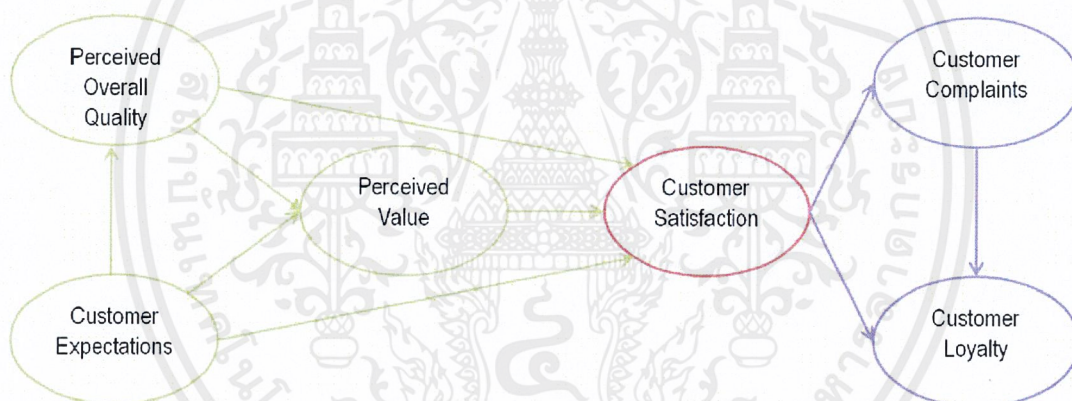 Perceived
Overall
Quality
Customer
Expectations
Perceived
Value
Customer
Satisfaction
Customer
Complaints
Customer
Loyalty